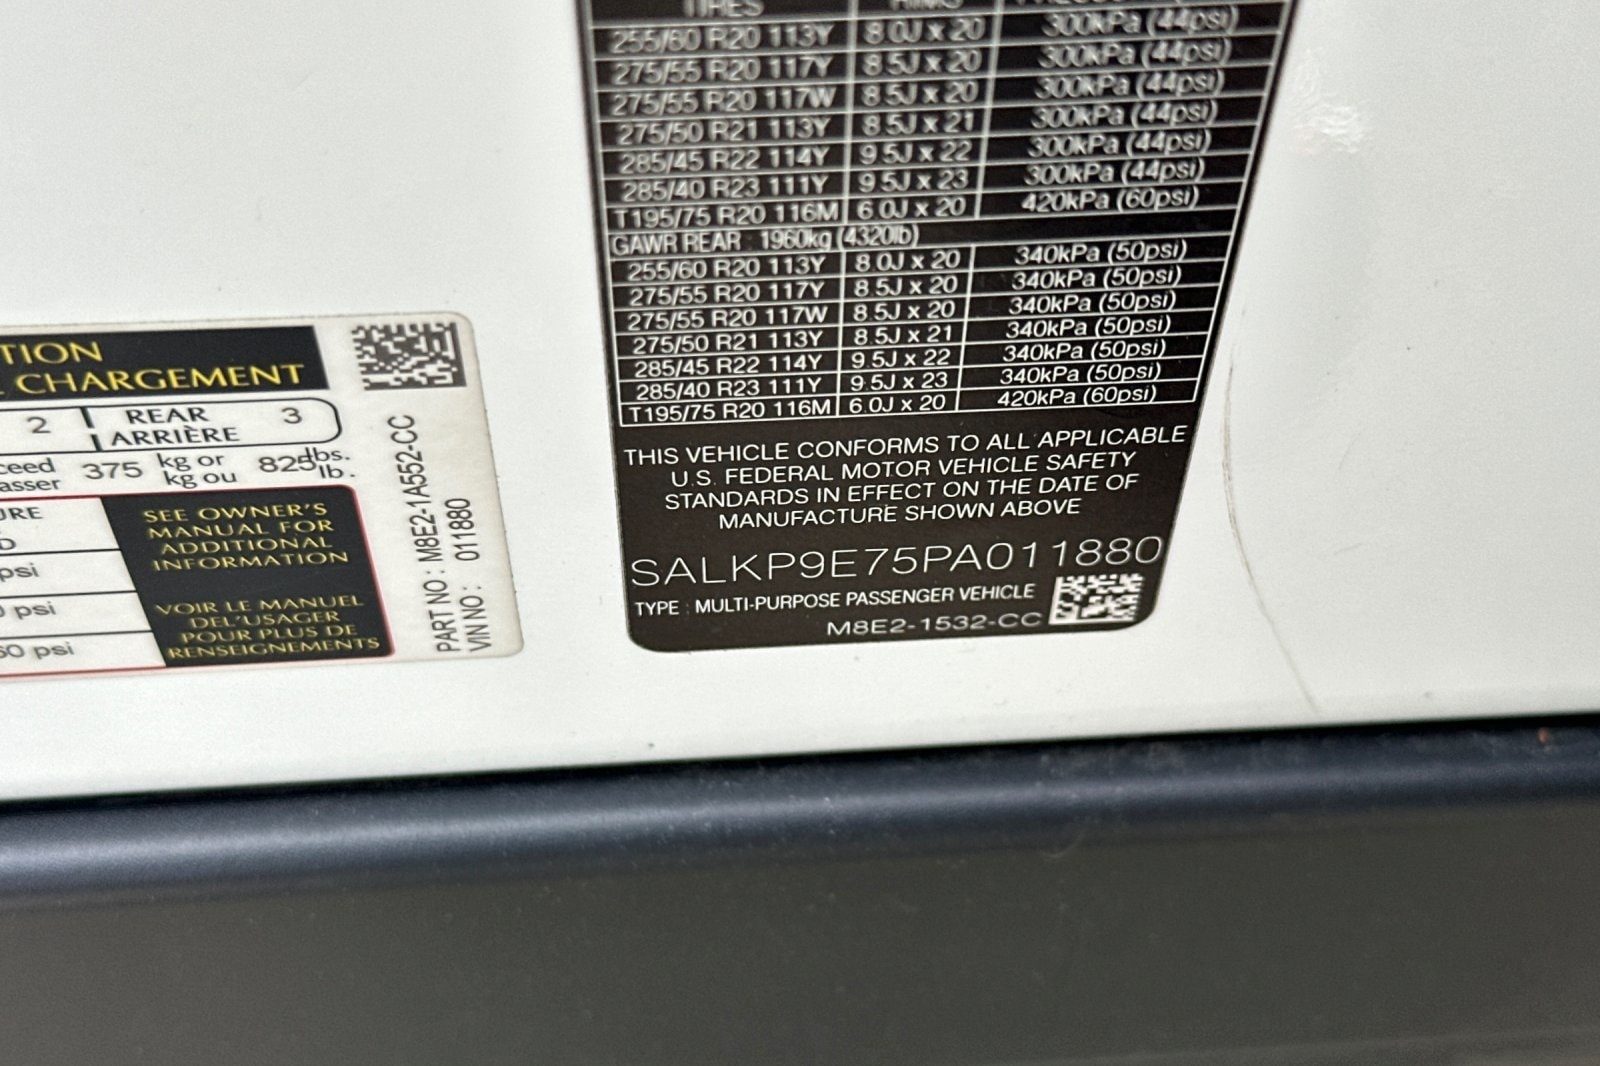 TION
CHARGEMENT
2 REAR 3
ARRIÈRE
ceed 375 kg or 825 lbs.
asser kg ou lb.
URE
D
psi
psi
60 psi
SEE OWNER'S
MANUAL FOR
ADDITIONAL
INFORMATION
VOIR LE MANUEL
DEL'USAGER
POUR PLUS DE
RENSEIGNEMENTS
PART NO : M8E2-1A552-CC
VIN NO : 011880
TIRES RIMS
255/60 R20 113Y 8.0J x 20 300kPa (44psi)
275/55 R20 117Y 8.5J x 20 300kPa (44psi)
275/55 R20 117W 8.5J x 20 300kPa (44psi)
275/50 R21 113Y 8.5J x 21 300kPa (44psi)
285/45 R22 114Y 9.5J x 22 300kPa (44psi)
285/40 R23 111Y 9.5J x 23 300kPa (44psi)
T195/75 R20 116M 6.0J x 20 420kPa (60psi)
GAWR REAR : 1960kg (4320lb)
255/60 R20 113Y 8.0J x 20 340kPa (50psi)
275/55 R20 117Y 8.5J x 20 340kPa (50psi)
275/55 R20 117W 8.5J x 20 340kPa (50psi)
275/50 R21 113Y 8.5J x 21 340kPa (50psi)
285/45 R22 114Y 9.5J x 22 340kPa (50psi)
285/40 R23 111Y 9.5J x 23 340kPa (50psi)
T195/75 R20 116M 6.0J x 20 420kPa (60psi)
THIS VEHICLE CONFORMS TO ALL APPLICABLE
U.S. FEDERAL MOTOR VEHICLE SAFETY
STANDARDS IN EFFECT ON THE DATE OF
MANUFACTURE SHOWN ABOVE
SALKP9E75PA011880
TYPE : MULTI-PURPOSE PASSENGER VEHICLE
M8E2-1532-CC